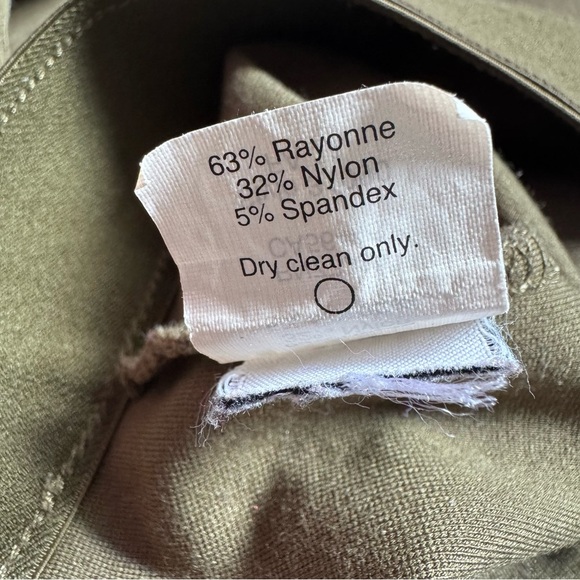 63% Rayonne
32% Nylon
5% Spandex
Dry clean only.